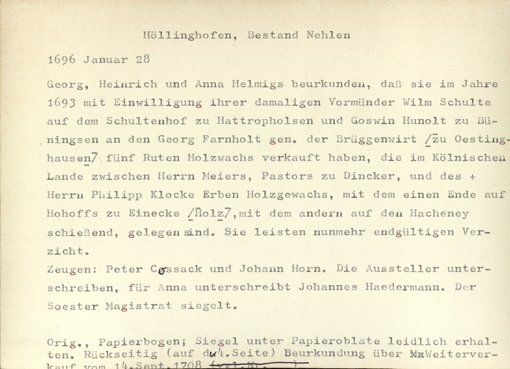 Höllinghofen, Bestand Nehlen
1696 Januar 28
Georg, Heinrich und Anna Helmigs beurkunden, daß sie im Jahre
1693 mit Einwilligung ihrer damaligen Vormünder Wilm Schulte
auf dem Schultenhof zu Hattropholsen und Goswin Hunolt zu Bü-
ningsen an den Georg Farnholt gen. der Brüggenwirt /zu Oesting-
hausen7 fünf Ruten Holzwachs verkauft haben, die im Kölnischen
Lande zwischen Herrn Meiers, Pastors zu Dincker, und des +
Herrn Philipp Klocke Erben Holzgewachs, mit dem einen Ende auf
Hohoffs zu Einecke /Holz7, mit dem andern auf den Hacheney
schießend, gelegen sind. Sie leisten nunmehr endgültigen Ver-
zicht.
Zeugen: Peter Cossack und Johann Horn. Die Aussteller unter-
schreiben, für Anna unterschreibt Johannes Haedermann. Der
Soester Magistrat siegelt.
Orig., Papierbogen; Siegel unter Papieroblate leidlich erhal-
ten. Rückseitig (auf d. 4. Seite) Beurkundung über Weiterver-
kauf vom 14. Sept. 1708 (vgl. Nr. )